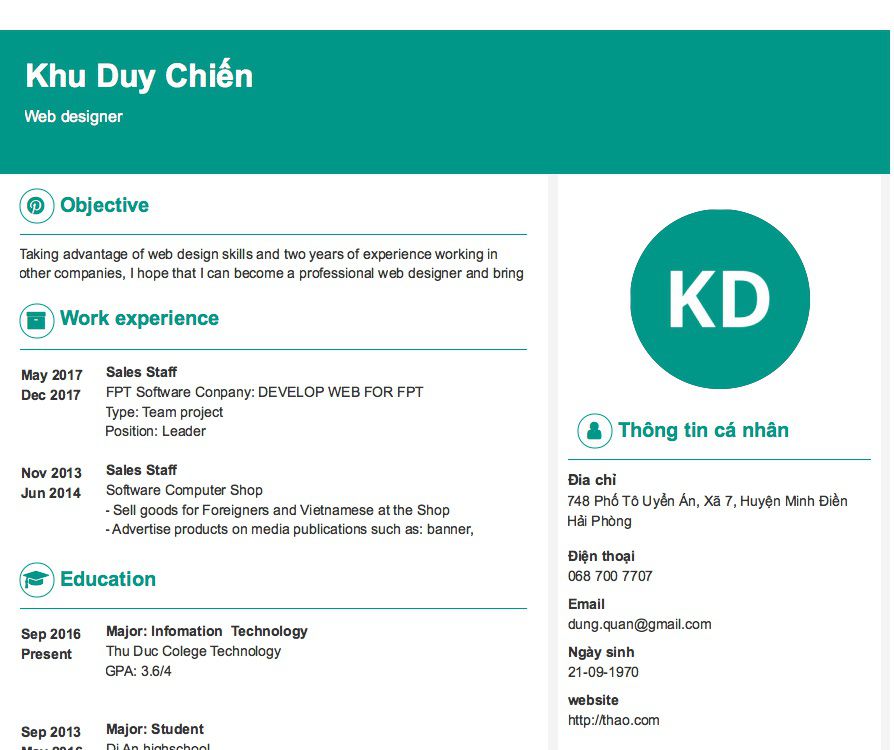 Khu Duy Chiến
Web designer
Objective
Taking advantage of web design skills and two years of experience working in
other companies, I hope that I can become a professional web designer and bring
Work experience
May 2017
Dec 2017
Sales Staff
FPT Software Conpany: DEVELOP WEB FOR FPT
Type: Team project
Position: Leader
Nov 2013
Jun 2014
Sales Staff
Software Computer Shop
- Sell goods for Foreigners and Vietnamese at the Shop
- Advertise products on media publications such as: banner,
Education
Sep 2016
Present
Major: Infomation  Technology
Thu Duc Colege Technology
GPA: 3.6/4
Sep 2013
May 2016
Major: Student
Di An highschool
KD
Thông tin cá nhân
Đia chỉ
748 Phố Tô Uyển Án, Xã 7, Huyện Minh Điền
Hải Phòng
Điện thoại
068 700 7707
Email
dung.quan@gmail.com
Ngày sinh
21-09-1970
website
http://thao.com